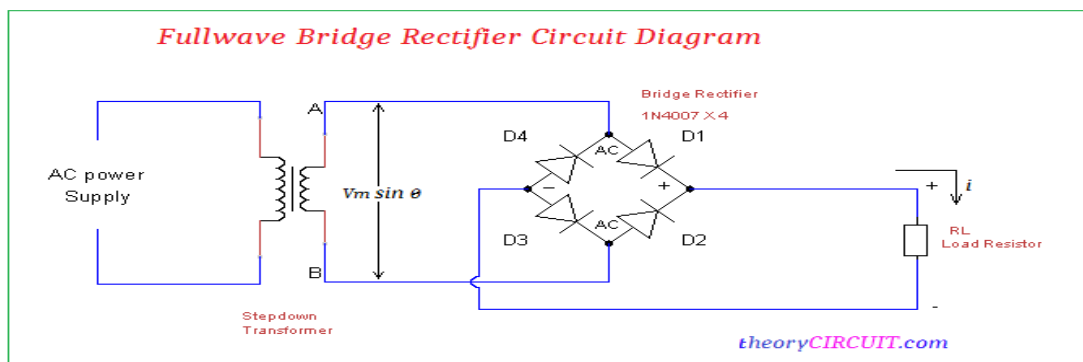 Fullwave Bridge Rectifier Circuit Diagram
Bridge Rectifier
1N4007 X 4
A
D4
D1
AC
AC power
Supply
Vm sin θ
-
+
+
i
AC
D3
D2
RL
Load Resistor
B
-
Stepdown
Transformer
theoryCIRCUIT.com